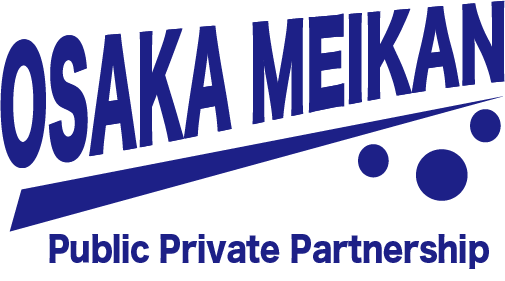 OSAKA MEIKAN
Public Private Partnership